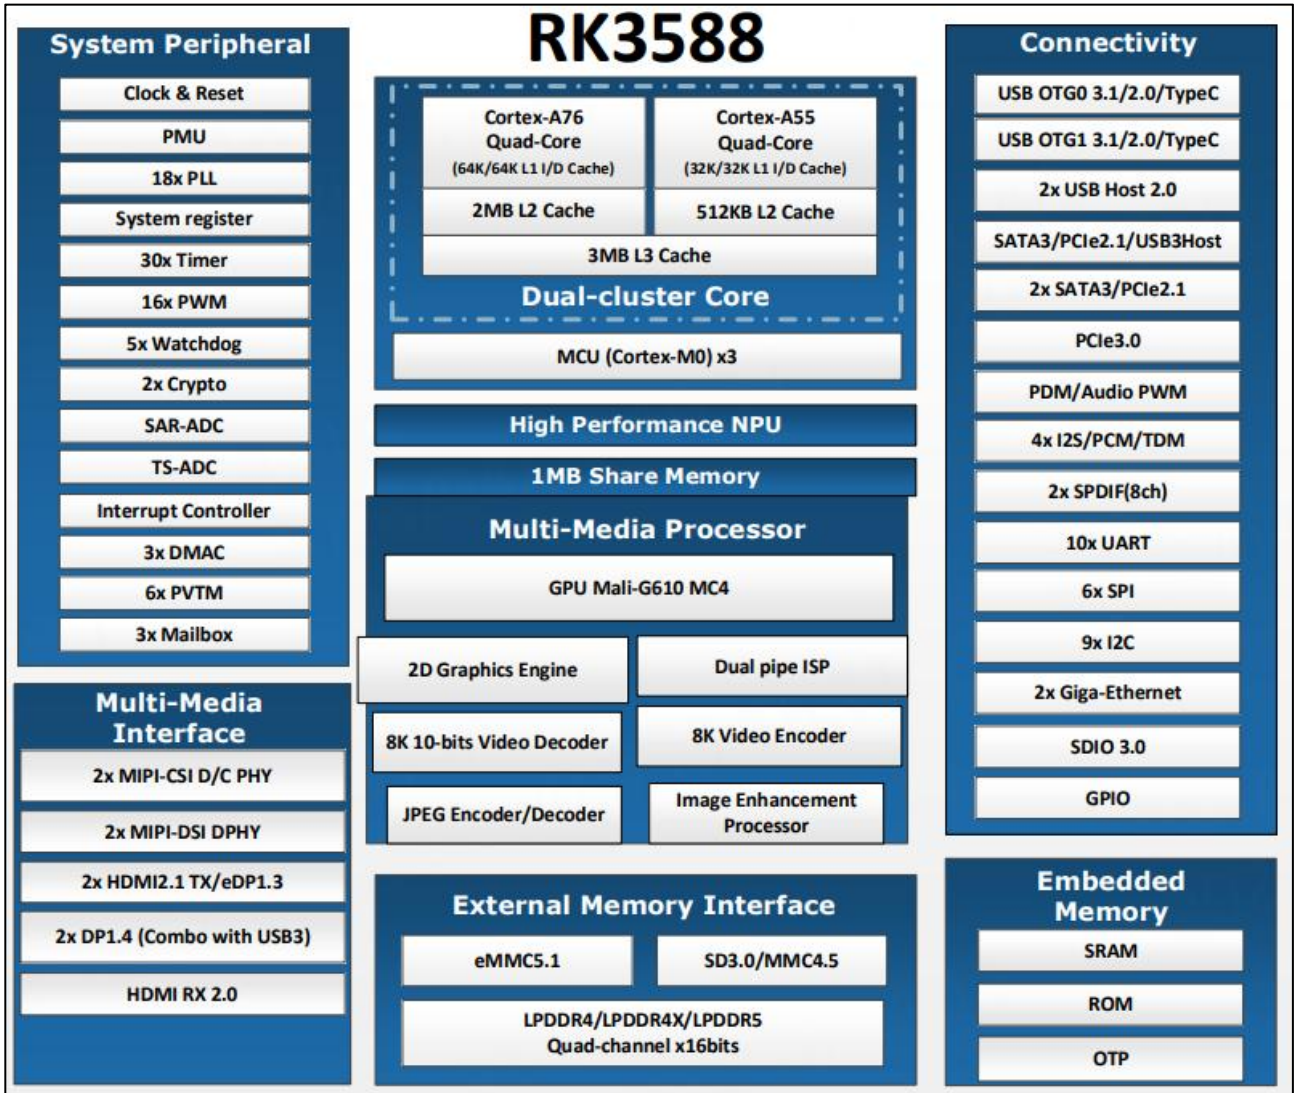 RK3588
System Peripheral
Clock & Reset
PMU
18x PLL
System register
30x Timer
16x PWM
5x Watchdog
2x Crypto
SAR-ADC
TS-ADC
Interrupt Controller
3x DMAC
6x PVTM
3x Mailbox
Multi-Media
Interface
2x MIPI-CSI D/C PHY
2x MIPI-DSI DPHY
2x HDMI2.1 TX/eDP1.3
2x DP1.4 (Combo with USB3)
HDMI RX 2.0
Cortex-A76
Quad-Core
(64K/64K L1 I/D Cache)
2MB L2 Cache
Cortex-A55
Quad-Core
(32K/32K L1 I/D Cache)
512KB L2 Cache
3MB L3 Cache
Dual-cluster Core
MCU (Cortex-M0) x3
High Performance NPU
1MB Share Memory
Multi-Media Processor
GPU Mali-G610 MC4
2D Graphics Engine
Dual pipe ISP
8K 10-bits Video Decoder
8K Video Encoder
JPEG Encoder/Decoder
Image Enhancement
Processor
External Memory Interface
eMMC5.1
SD3.0/MMC4.5
LPDDR4/LPDDR4X/LPDDR5
Quad-channel x16bits
Connectivity
USB OTG0 3.1/2.0/TypeC
USB OTG1 3.1/2.0/TypeC
2x USB Host 2.0
SATA3/PCIe2.1/USB3Host
2x SATA3/PCIe2.1
PCIe3.0
PDM/Audio PWM
4x I2S/PCM/TDM
2x SPDIF(8ch)
10x UART
6x SPI
9x I2C
2x Giga-Ethernet
SDIO 3.0
GPIO
Embedded
Memory
SRAM
ROM
OTP